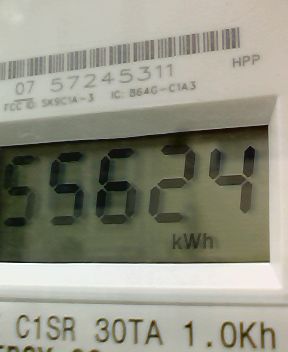 07 57245311
HPP
FCC ID: SK9C1A-3 IC: 864G-C1A3
55624
kWh
C1SR 30TA 1.0Kh